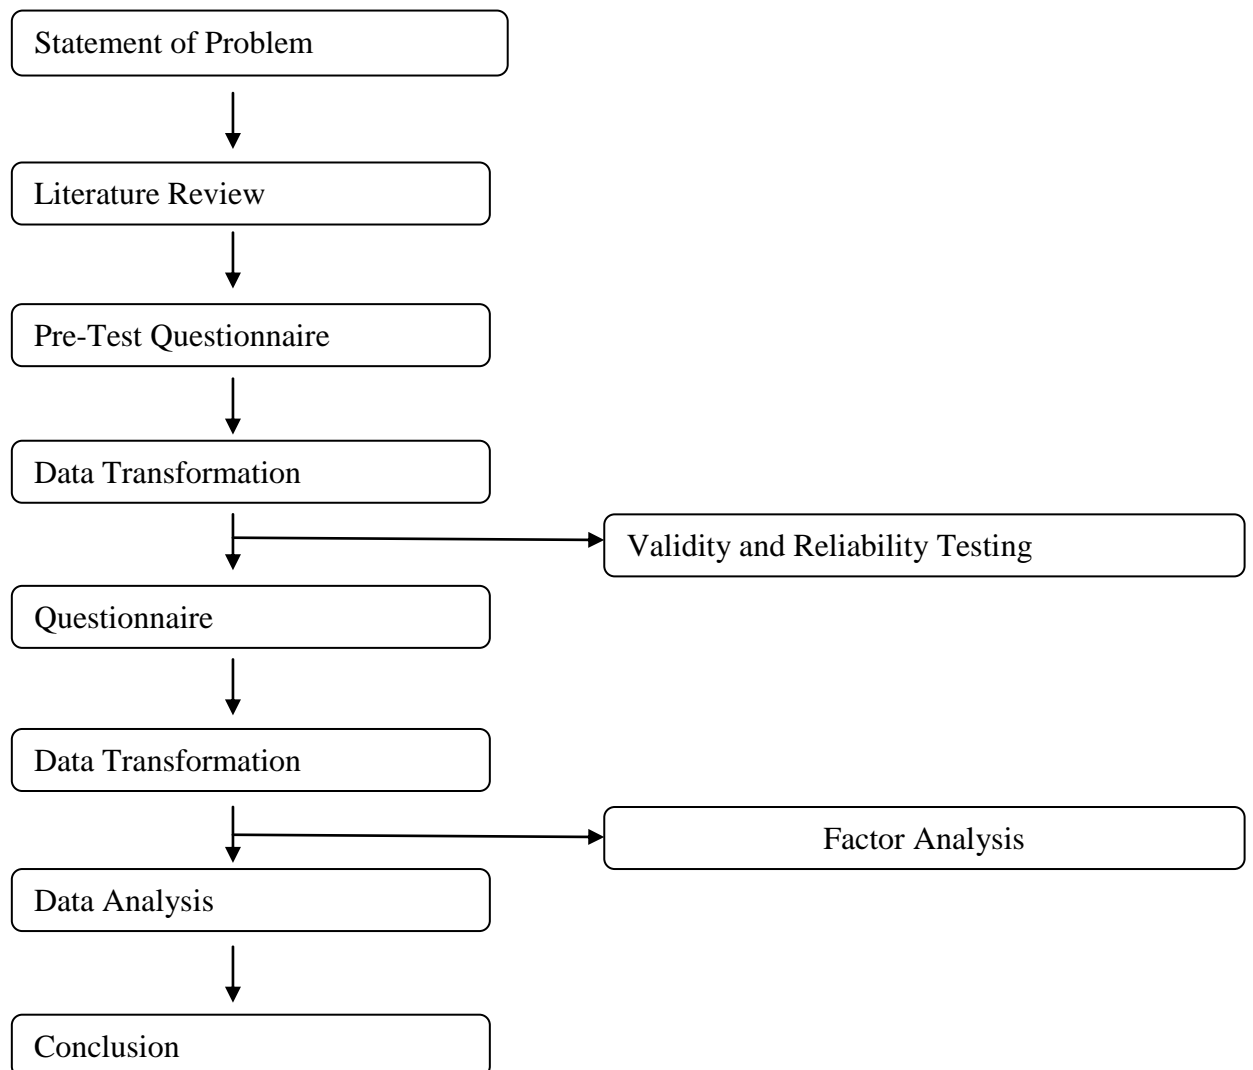 Statement of Problem
Literature Review
Pre-Test Questionnaire
Data Transformation
Validity and Reliability Testing
Questionnaire
Data Transformation
Factor Analysis
Data Analysis
Conclusion